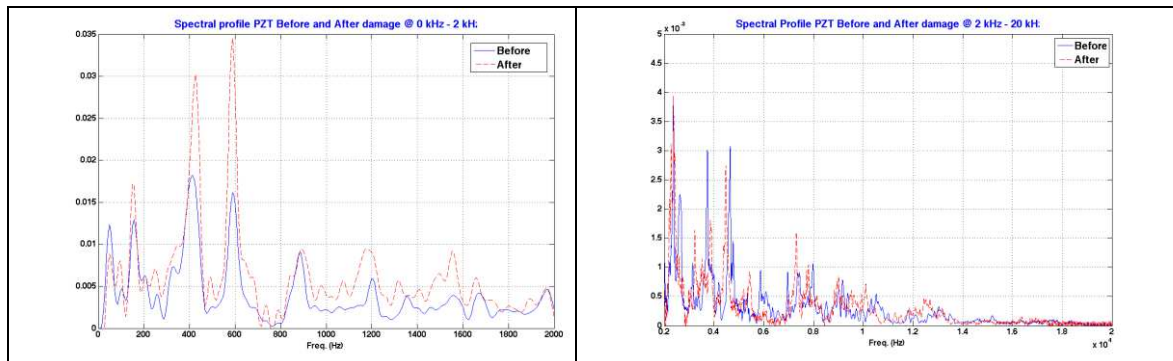 Spectral profile PZT Before and After damage @ 0 kHz - 2 kHz
0.035
0.03
0.025
0.02
0.015
0.01
0.005
0
0 200 400 600 800 1000 1200 1400 1600 1800 2000
Freq. (Hz)
Before
After
Spectral Profile PZT Before and After damage @ 2 kHz - 20 kHz
5 x 10⁻³
4.5
4
3.5
3
2.5
2
1.5
1
0.5
0
0.2 0.4 0.6 0.8 1 1.2 1.4 1.6 1.8 2
Freq. (Hz)
x 10⁴
Before
After